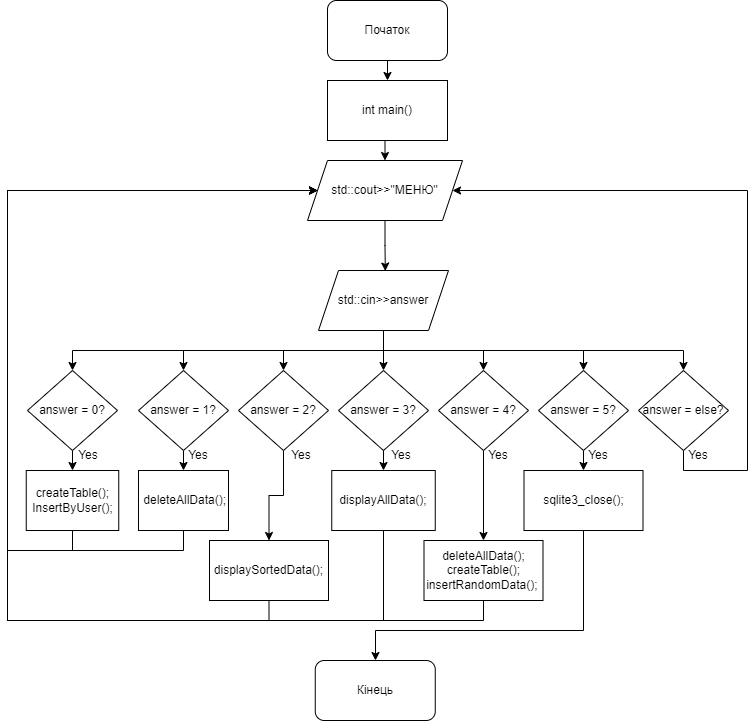 Початок
int main()
std::cout>>"МЕНЮ"
std::cin>>answer
answer = 0?
answer = 1?
answer = 2?
answer = 3?
answer = 4?
answer = 5?
answer = else?
Yes
Yes
Yes
Yes
Yes
Yes
Yes
createTable();
InsertByUser();
deleteAllData();
displayAllData();
sqlite3_close();
displaySortedData();
deleteAllData();
createTable();
insertRandomData();
Кінець